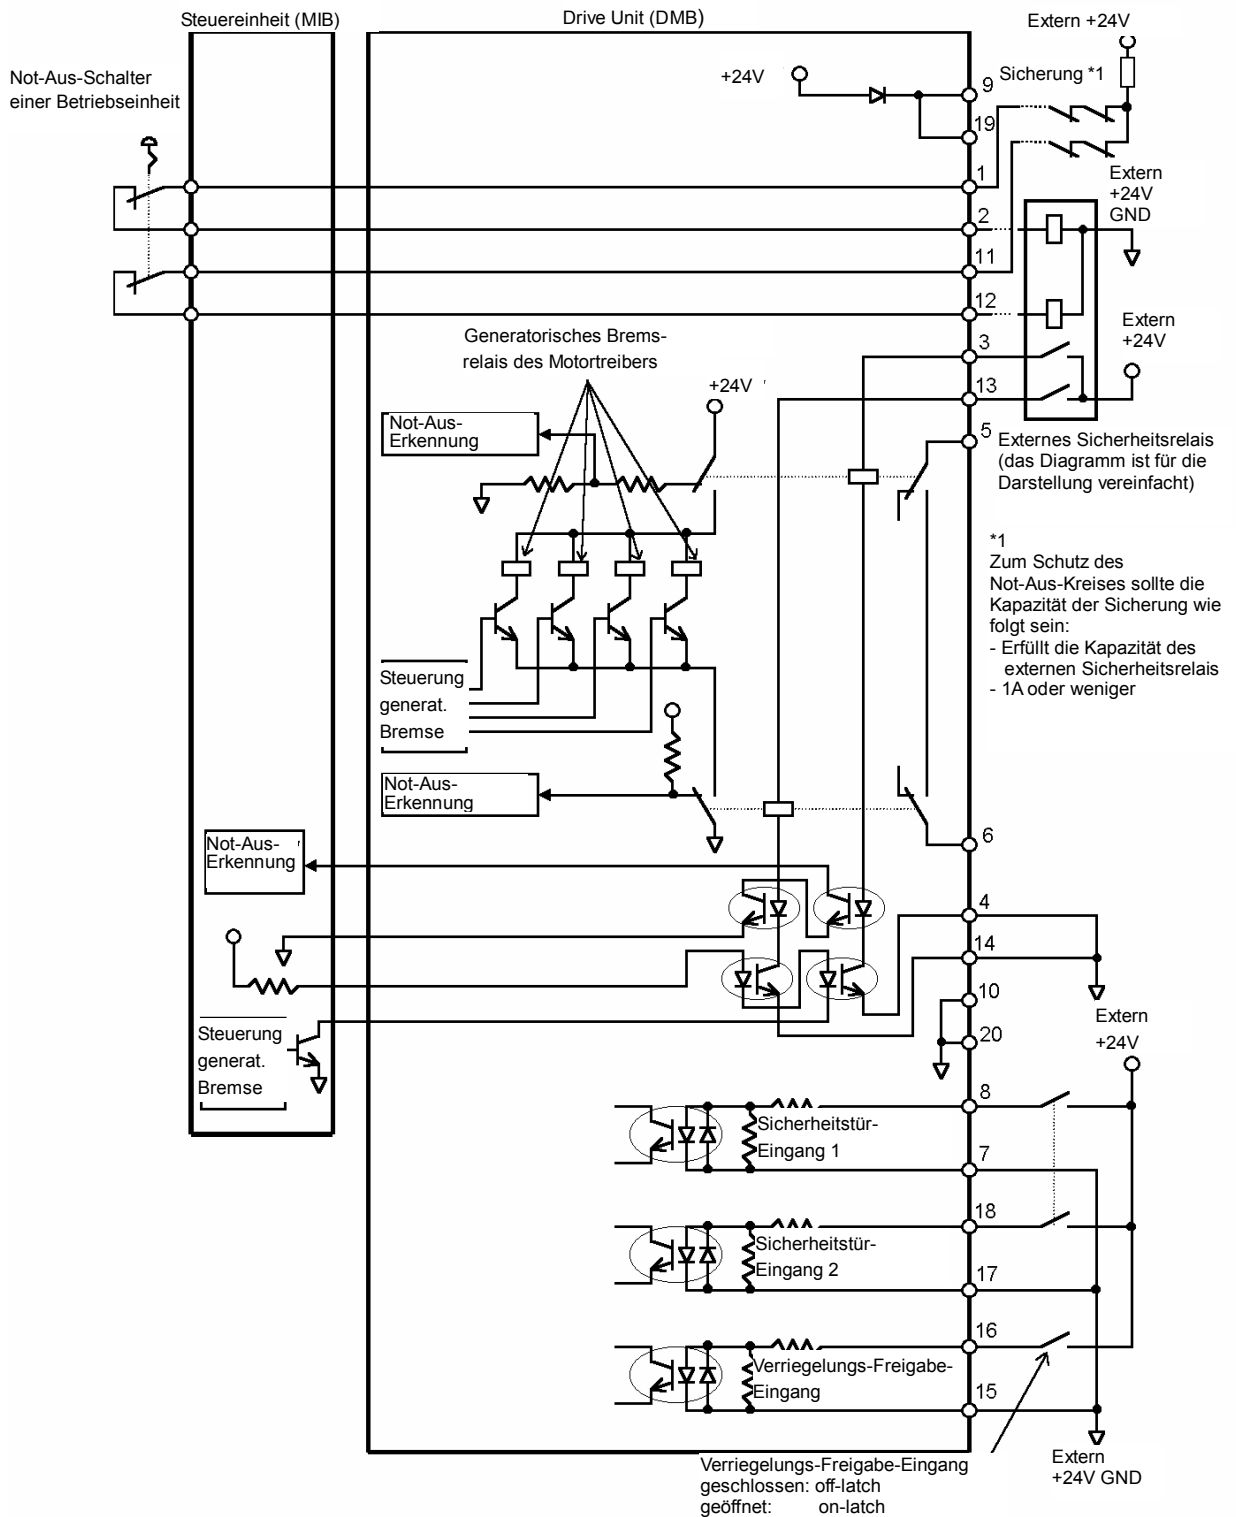 Steuereinheit (MIB)
Drive Unit (DMB)
Extern +24V
Not-Aus-Schalter
einer Betriebseinheit
+24V
9
Sicherung *1
19
1
Extern
+24V
GND
2
11
12
Extern
+24V
Generatorisches Brems-
relais des Motortreibers
3
13
+24V
Not-Aus-
Erkennung
5
Externes Sicherheitsrelais
(das Diagramm ist für die
Darstellung vereinfacht)
*1
Zum Schutz des
Not-Aus-Kreises sollte die
Kapazität der Sicherung wie
folgt sein:
- Erfüllt die Kapazität des
externen Sicherheitsrelais
- 1A oder weniger
Steuerung
generat.
Bremse
Not-Aus-
Erkennung
6
Not-Aus-
Erkennung
4
14
10
Extern
+24V
20
Steuerung
generat.
Bremse
8
Sicherheitstür-
Eingang 1
7
18
Sicherheitstür-
Eingang 2
17
16
Verriegelungs-Freigabe-
Eingang
15
Extern
+24V GND
Verriegelungs-Freigabe-Eingang
geschlossen: off-latch
geöffnet: on-latch